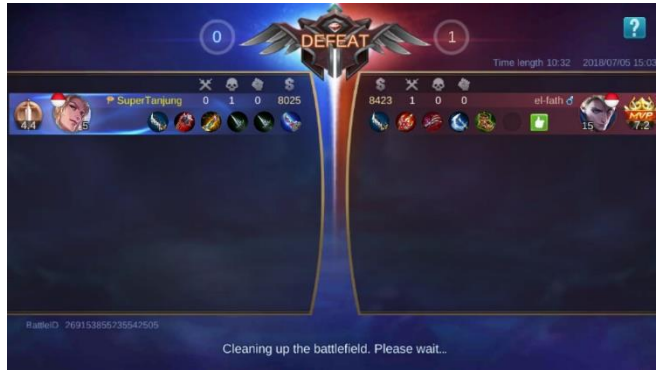 0 DEFEAT 1
?
Time length 10:32 2018/07/05 15:03
$ $
4.4 5 SuperTanjung 0 1 0 8025 8423 1 0 0 el-fath 15 MVP 7.2
BattleID 269153855235542505
Cleaning up the battlefield. Please wait...